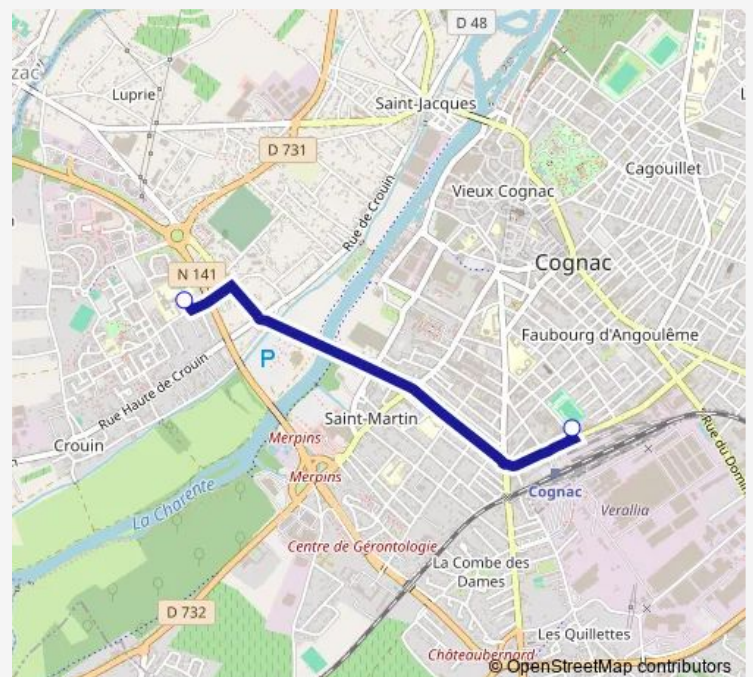 D 48
zac
Luprie
Saint-Jacques
D 731
Cagouillet
Rue de Crouin
Vieux Cognac
Cognac
N 141
Faubourg d'Angoulême
P
Rue Haute de Crouin
Saint-Martin
Crouin
Merpins
Rue du Domin
Merpins
Cognac
La Charente
Verallia
Centre de Gérontologie
La Combe des
Dames
D 732
Les Quillettes
Châteaubernard
© OpenStreetMap contributors